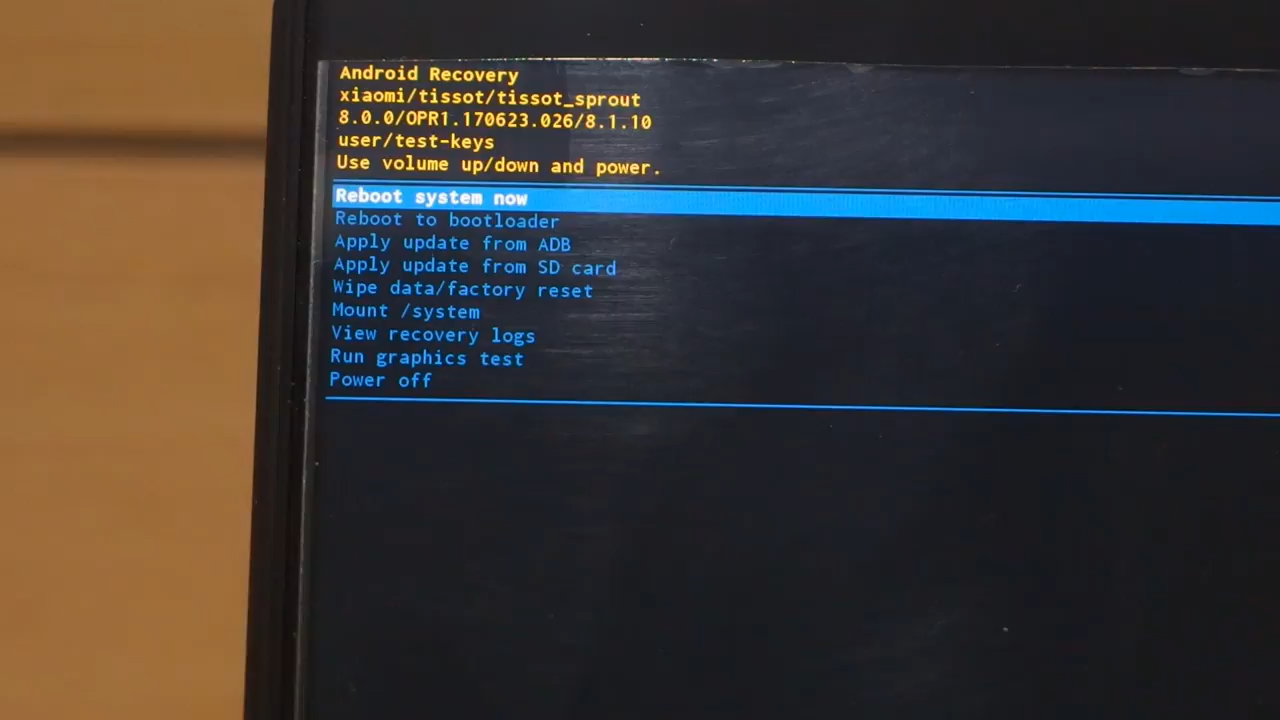 Android Recovery
xiaomi/tissot/tissot_sprout
8.0.0/OPR1.170623.026/8.1.10
user/test-keys
Use volume up/down and power.
Reboot system now
Reboot to bootloader
Apply update from ADB
Apply update from SD card
Wipe data/factory reset
Mount /system
View recovery logs
Run graphics test
Power off